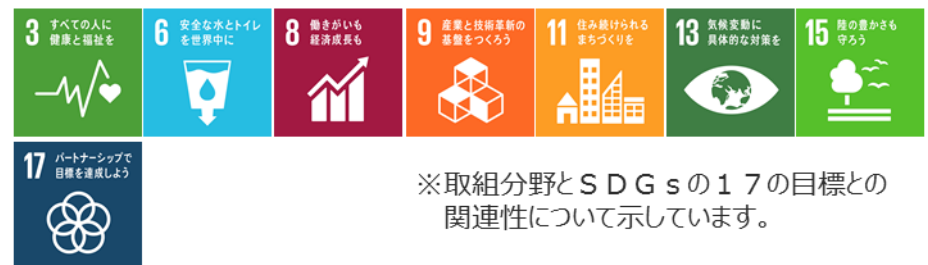 3 すべての人に
健康と福祉を
6 安全な水とトイレ
を世界中に
8 働きがいも
経済成長も
9 産業と技術革新の
基盤をつくろう
11 住み続けられる
まちづくりを
13 気候変動に
具体的な対策を
15 陸の豊かさも
守ろう
17 パートナーシップで
目標を達成しよう
※取組分野とＳＤＧｓの１７の目標との
関連性について示しています。